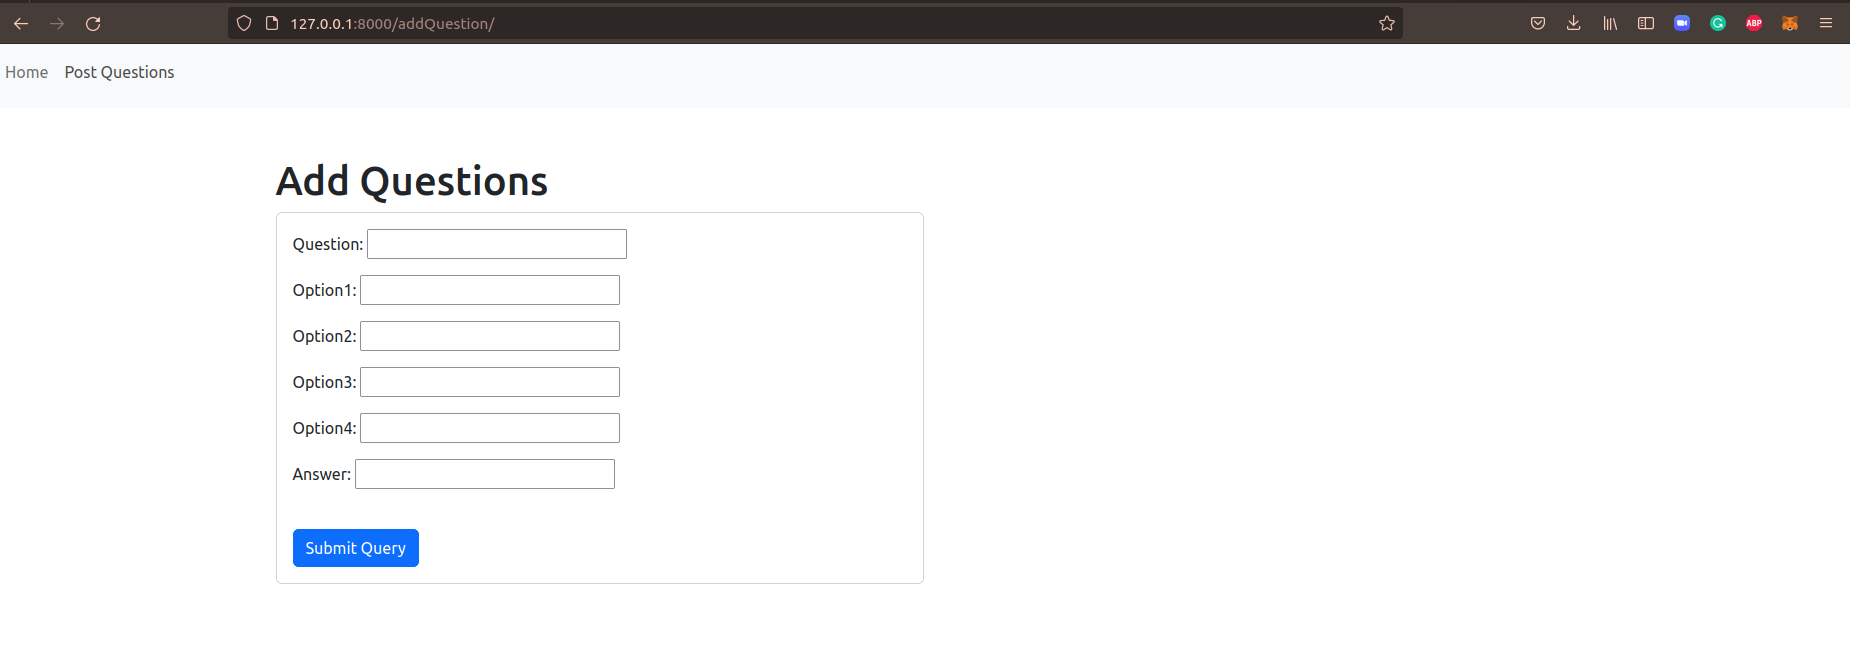 127.0.0.1:8000/addQuestion/
ABP
Home Post Questions
Add Questions
Question:
Option1:
Option2:
Option3:
Option4:
Answer:
Submit Query